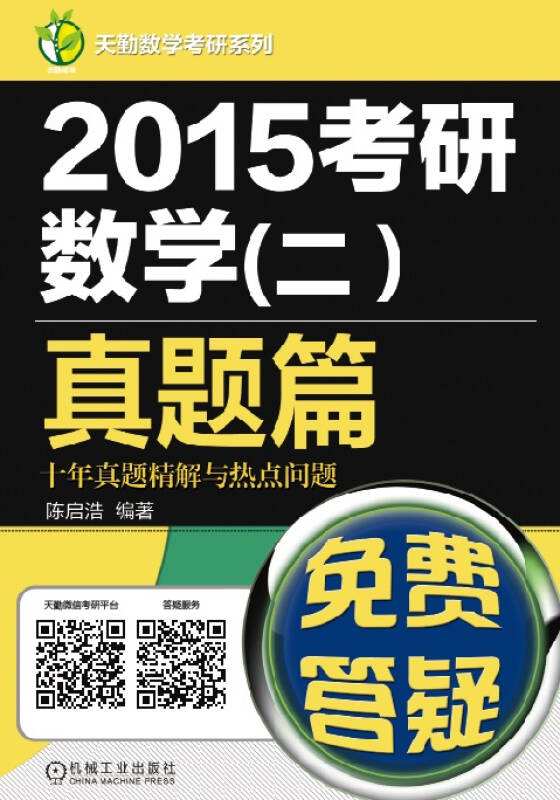 天勤数学考研系列
2015考研
数学(二)
真题篇
十年真题精解与热点问题
陈启浩 编著
免费
答疑
天勤微信考研平台
答疑服务
机械工业出版社
CHINA MACHINE PRESS